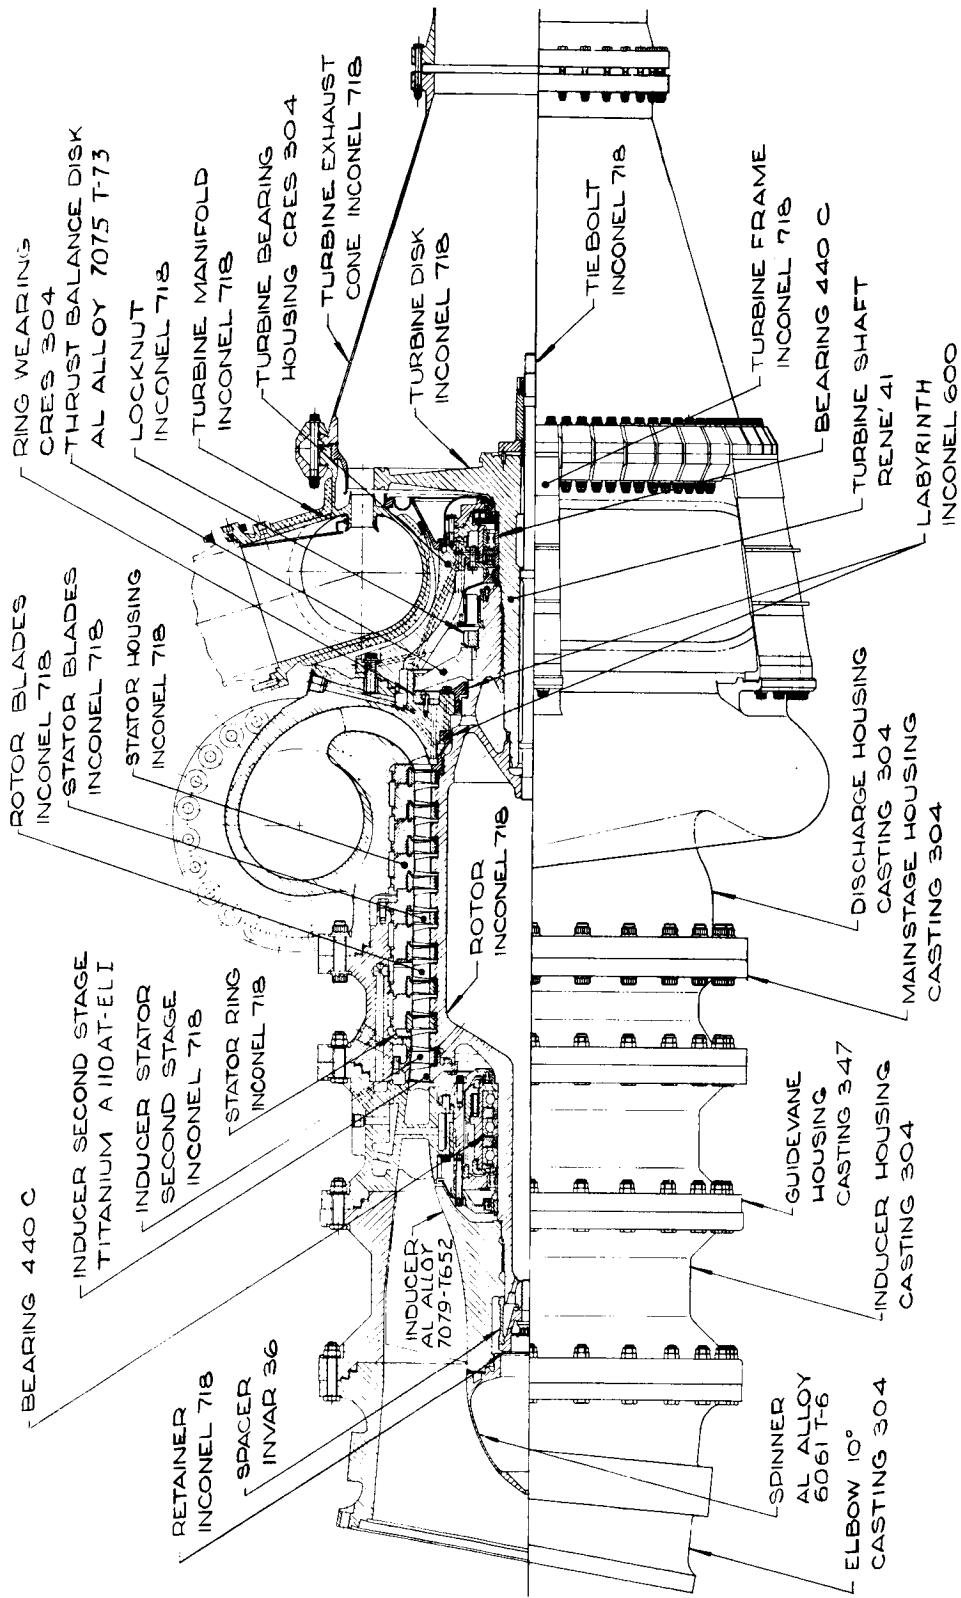 RING WEARING
CRES 304
THRUST BALANCE DISK
AL ALLOY 7075 T-73
LOCKNUT
INCONEL 718
TURBINE MANIFOLD
INCONEL 718
TURBINE BEARING
HOUSING CRES 304
TURBINE EXHAUST
CONE INCONEL 718
ROTOR BLADES
INCONEL 718
STATOR BLADES
INCONEL 718
STATOR HOUSING
INCONEL 718
TURBINE DISK
INCONEL 718
BEARING 440 C
INDUCER SECOND STAGE
TITANIUM A 110AT-ELI
INDUCER STATOR
SECOND STAGE
INCONEL 718
STATOR RING
INCONEL 718
ROTOR
INCONEL 718
RETAINER
INCONEL 718
SPACER
INVAR 36
INDUCER
AL ALLOY
7079-T652
TIEBOLT
INCONEL 718
TURBINE FRAME
INCONEL 718
BEARING 440 C
TURBINE SHAFT
RENE' 41
LABYRINTH
INCONEL 600
SPINNER
AL ALLOY
6061 T-6
ELBOW 10°
CASTING 304
INDUCER HOUSING
CASTING 304
GUIDEVANE
HOUSING
CASTING 347
MAINSTAGE HOUSING
CASTING 304
DISCHARGE HOUSING
CASTING 304